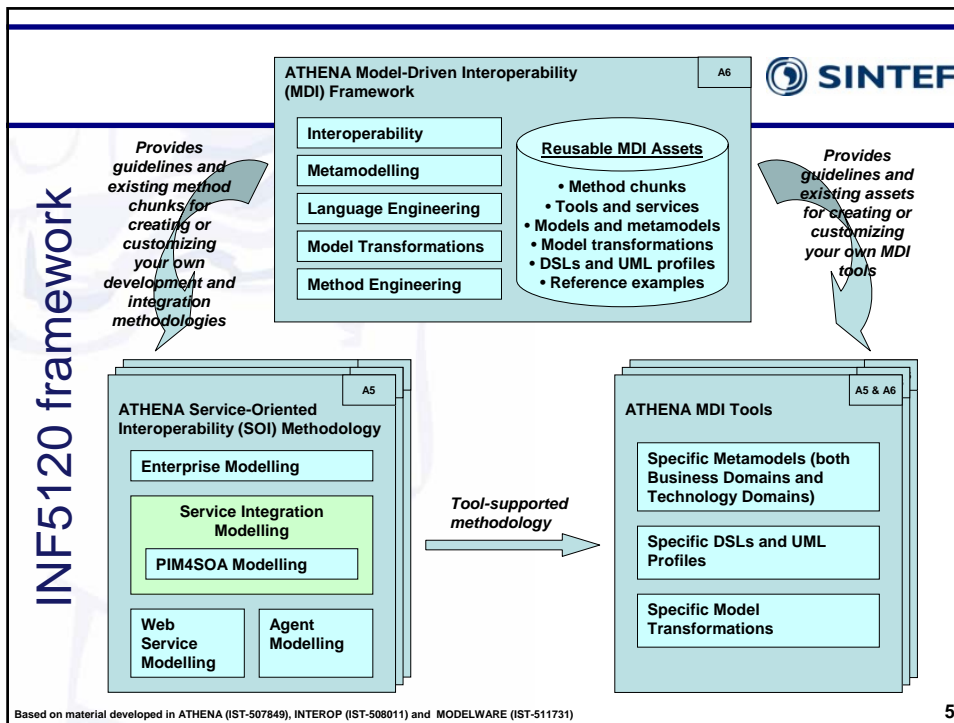 ATHENA Model-Driven Interoperability
(MDI) Framework
A6
SINTEF
Interoperability
Metamodelling
Language Engineering
Model Transformations
Method Engineering
Reusable MDI Assets
• Method chunks
• Tools and services
• Models and metamodels
• Model transformations
• DSLs and UML profiles
• Reference examples
Provides
guidelines and
existing method
chunks for
creating or
customizing
your own
development and
integration
methodologies
Provides
guidelines and
existing assets
for creating or
customizing
your own MDI
tools
INF5120 framework
A5
ATHENA Service-Oriented
Interoperability (SOI) Methodology
Enterprise Modelling
Service Integration
Modelling
PIM4SOA Modelling
Web
Service
Modelling
Agent
Modelling
Tool-supported
methodology
A5 & A6
ATHENA MDI Tools
Specific Metamodels (both
Business Domains and
Technology Domains)
Specific DSLs and UML
Profiles
Specific Model
Transformations
Based on material developed in ATHENA (IST-507849), INTEROP (IST-508011) and MODELWARE (IST-511731)
5